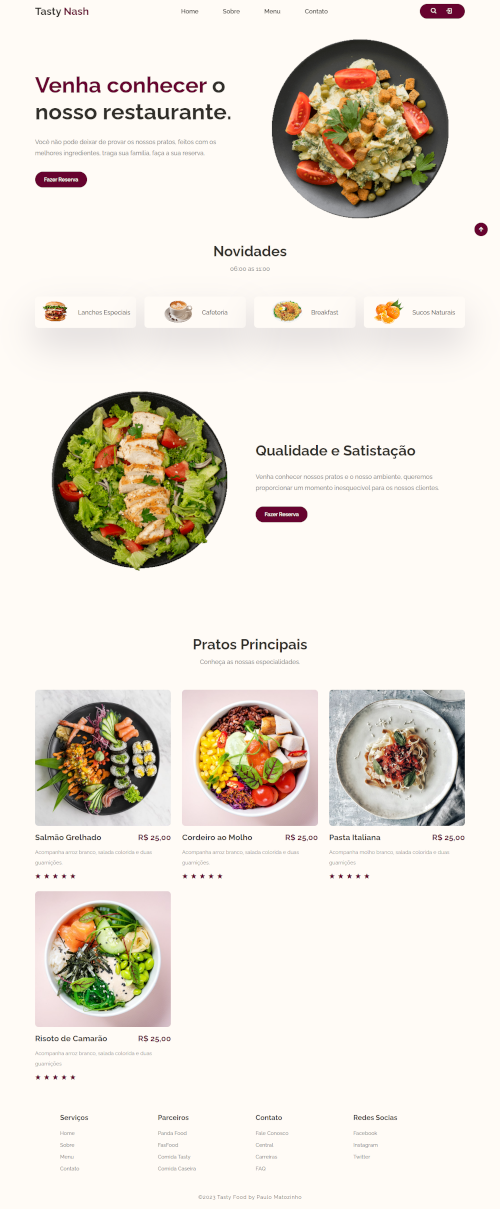 Tasty Nash
Home
Sobre
Menu
Contato
Venha conhecer o
nosso restaurante.
Você não pode deixar de provar os nossos pratos, feitos com os
melhores ingredientes, traga sua família, faça a sua reserva.
Fazer Reserva
Novidades
06:00 as 11:00
Lanches Especiais
Cafetoria
Breakfast
Sucos Naturais
Qualidade e Satistação
Venha conhecer nossos pratos e o nosso ambiente, queremos
proporcionar um momento inesquecível para os nossos clientes.
Fazer Reserva
Pratos Principais
Conheça as nossas especialidades.
Salmão Grelhado R$ 25,00
Acompanha arroz branco, salada colorida e duas
guarnições
Cordeiro ao Molho R$ 25,00
Acompanha arroz branco, salada colorida e duas
guarnições
Pasta Italiana R$ 25,00
Acompanha molho branco, salada colorida e duas
guarnições
Risoto de Camarão R$ 25,00
Acompanha arroz branco, salada colorida e duas
guarnições
Serviços
Home
Sobre
Menu
Contato
Parceiros
Panda Food
FastFood
Comida Tasty
Comida Caseira
Contato
Fale Conosco
Central
Carreiras
FAQ
Redes Socias
Facebook
Instagram
Twitter
©2023 Tasty Food by Paulo Matosinho